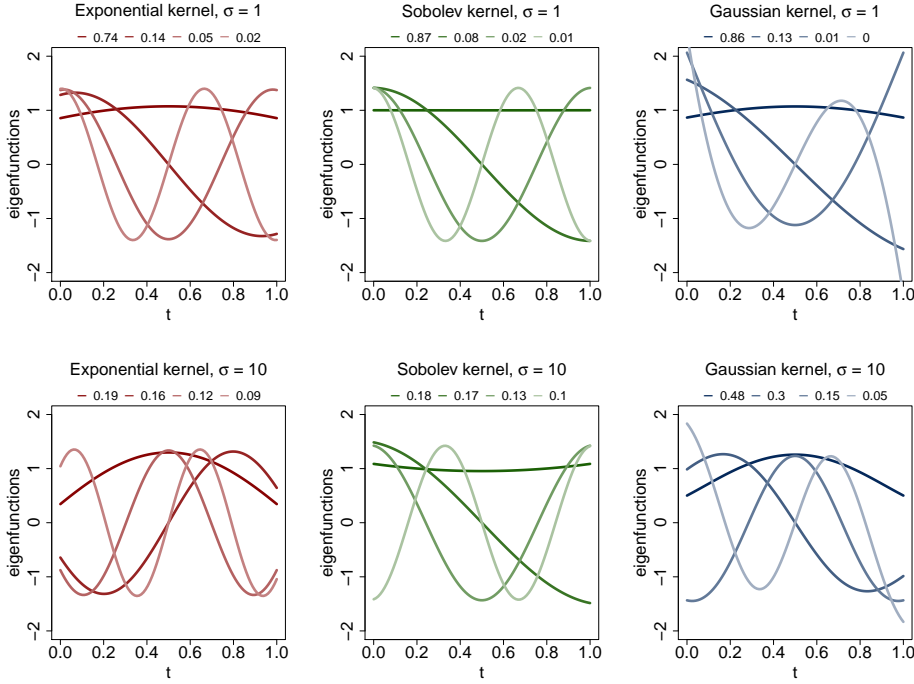 Exponential kernel, σ = 1
0.74 0.14 0.05 0.02
eigenfunctions
2
1
0
−1
−2
0.0 0.2 0.4 0.6 0.8 1.0
t
Sobolev kernel, σ = 1
0.87 0.08 0.02 0.01
eigenfunctions
2
1
0
−1
−2
0.0 0.2 0.4 0.6 0.8 1.0
t
Gaussian kernel, σ = 1
0.86 0.13 0.01 0
eigenfunctions
2
1
0
−1
−2
0.0 0.2 0.4 0.6 0.8 1.0
t
Exponential kernel, σ = 10
0.19 0.16 0.12 0.09
eigenfunctions
2
1
0
−1
−2
0.0 0.2 0.4 0.6 0.8 1.0
t
Sobolev kernel, σ = 10
0.18 0.17 0.13 0.1
eigenfunctions
2
1
0
−1
−2
0.0 0.2 0.4 0.6 0.8 1.0
t
Gaussian kernel, σ = 10
0.48 0.3 0.15 0.05
eigenfunctions
2
1
0
−1
−2
0.0 0.2 0.4 0.6 0.8 1.0
t